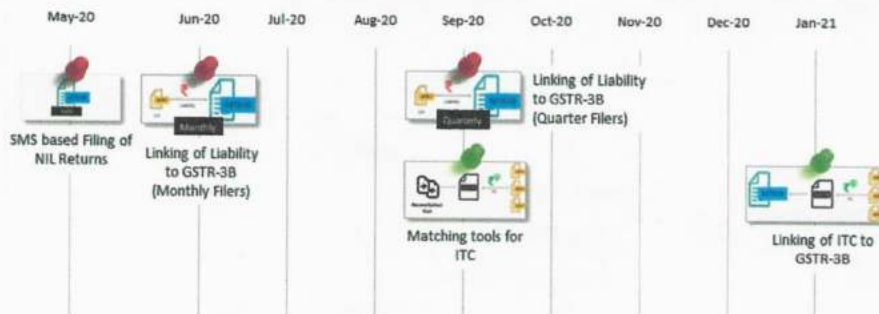 May-20 Jun-20 Jul-20 Aug-20 Sep-20 Oct-20 Nov-20 Dec-20 Jan-21
Monthly
Quarterly
SMS based Filing of
NIL Returns
Linking of Liability
to GSTR-3B
(Monthly Filers)
Linking of Liability
to GSTR-3B
(Quarter Filers)
Matching tools for
ITC
Linking of ITC to
GSTR-3B